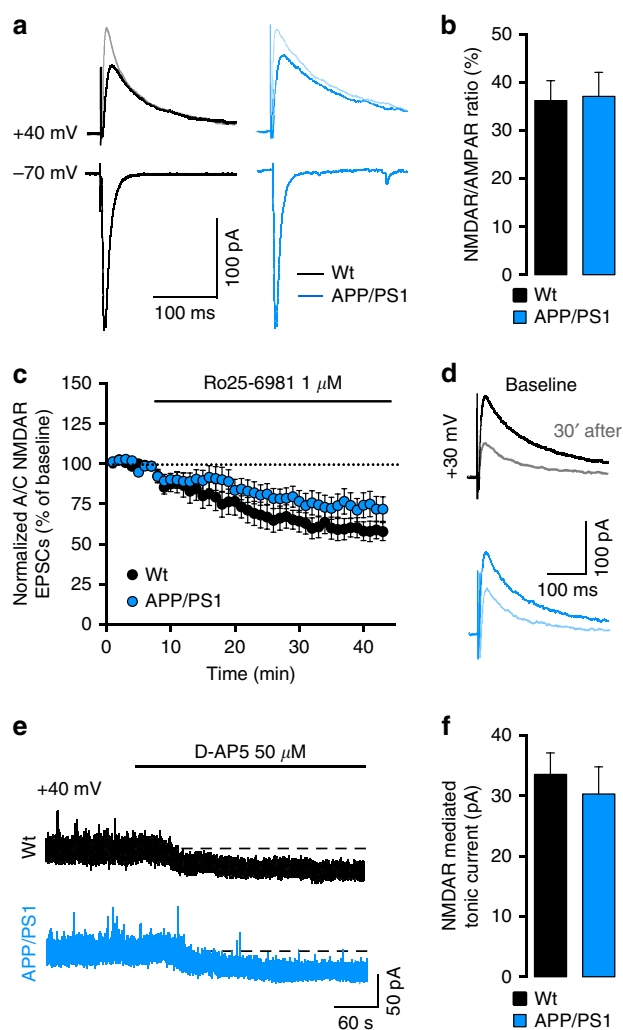 a
+40 mV
–70 mV
100 pA
100 ms
Wt
APP/PS1
b
NMDAR/AMPAR ratio (%)
50
40
30
20
10
0
Wt
APP/PS1
c
Normalized A/C NMDAR
EPSCs (% of baseline)
150
125
100
75
50
25
0
Ro25-6981 1 μM
Wt
APP/PS1
0 10 20 30 40
Time (min)
d
Baseline
30′ after
+30 mV
100 pA
100 ms
e
D-AP5 50 μM
+40 mV
Wt
APP/PS1
50 pA
60 s
f
NMDAR mediated
tonic current (pA)
40
30
20
10
0
Wt
APP/PS1